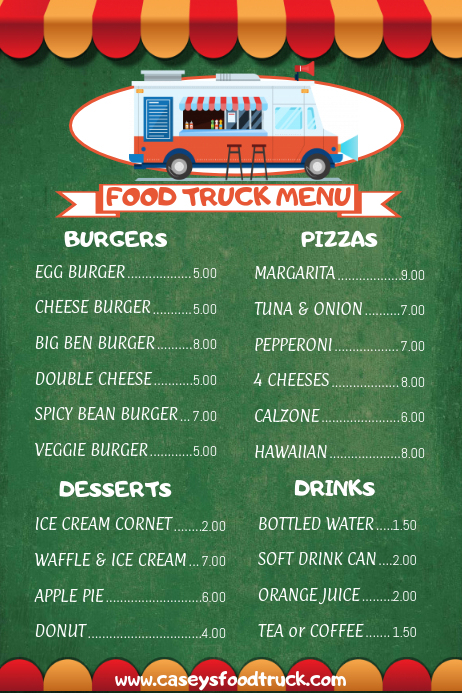 FOOD TRUCK MENU
BURGERS
EGG BURGER..................5.00
CHEESE BURGER...........5.00
BIG BEN BURGER..........8.00
DOUBLE CHEESE...........5.00
SPICY BEAN BURGER...7.00
VEGGIE BURGER............5.00
PIZZAS
MARGARITA..................9.00
TUNA & ONION..........7.00
PEPPERONI..................7.00
4 CHEESES...................8.00
CALZONE......................6.00
HAWAIIAN....................8.00
DESSERTS
ICE CREAM CORNET........2.00
WAFFLE & ICE CREAM...7.00
APPLE PIE...........................6.00
DONUT................................4.00
DRINKS
BOTTLED WATER.....1.50
SOFT DRINK CAN....2.00
ORANGE JUICE.........2.00
TEA or COFFEE.......1.50
www.caseysfoodtruck.com